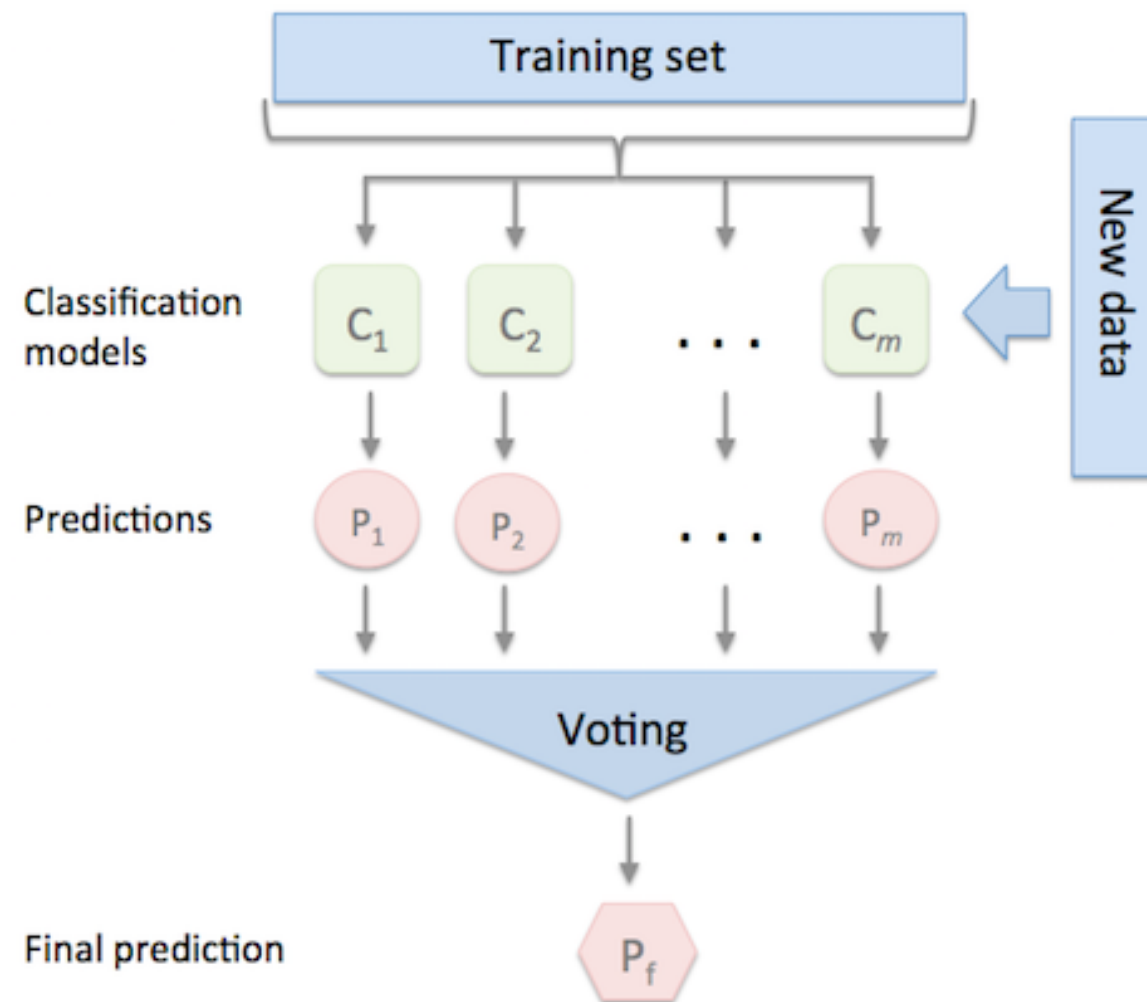 Training set
New data
Classification
models
C1 C2 . . . Cm
Predictions
P1 P2 . . . Pm
Voting
Final prediction
Pf